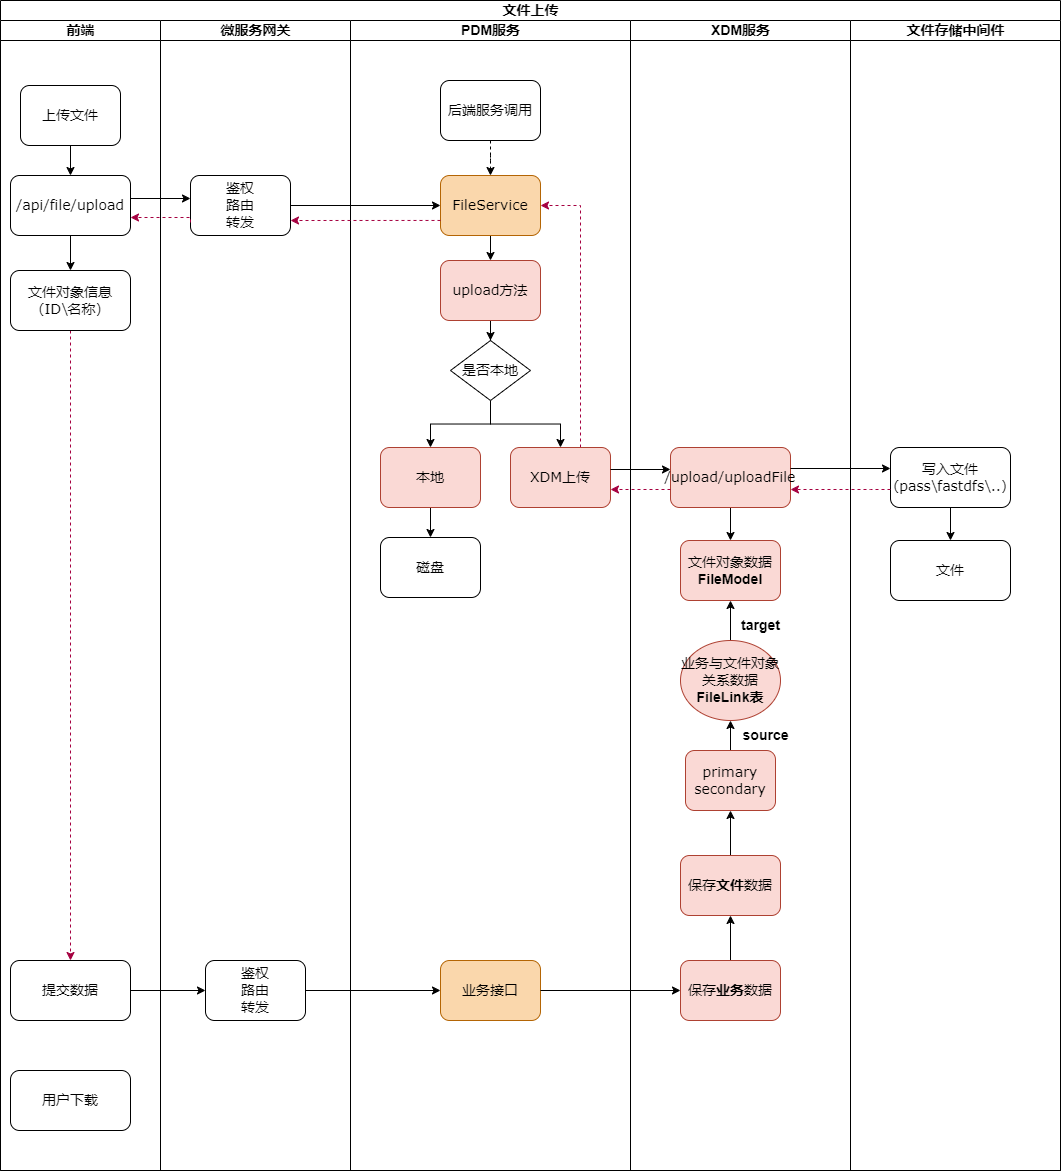 文件上传
前端
微服务网关
PDM服务
XDM服务
文件存储中间件
上传文件
后端服务调用
/api/file/upload
鉴权
路由
转发
FileService
文件对象信息
（ID\名称）
upload方法
是否本地
本地
XDM上传
/upload/uploadFile
写入文件
(pass\fastdfs\..)
磁盘
文件对象数据
FileModel
文件
target
业务与文件对象
关系数据
FileLink表
source
primary
secondary
保存文件数据
提交数据
鉴权
路由
转发
业务接口
保存业务数据
用户下载